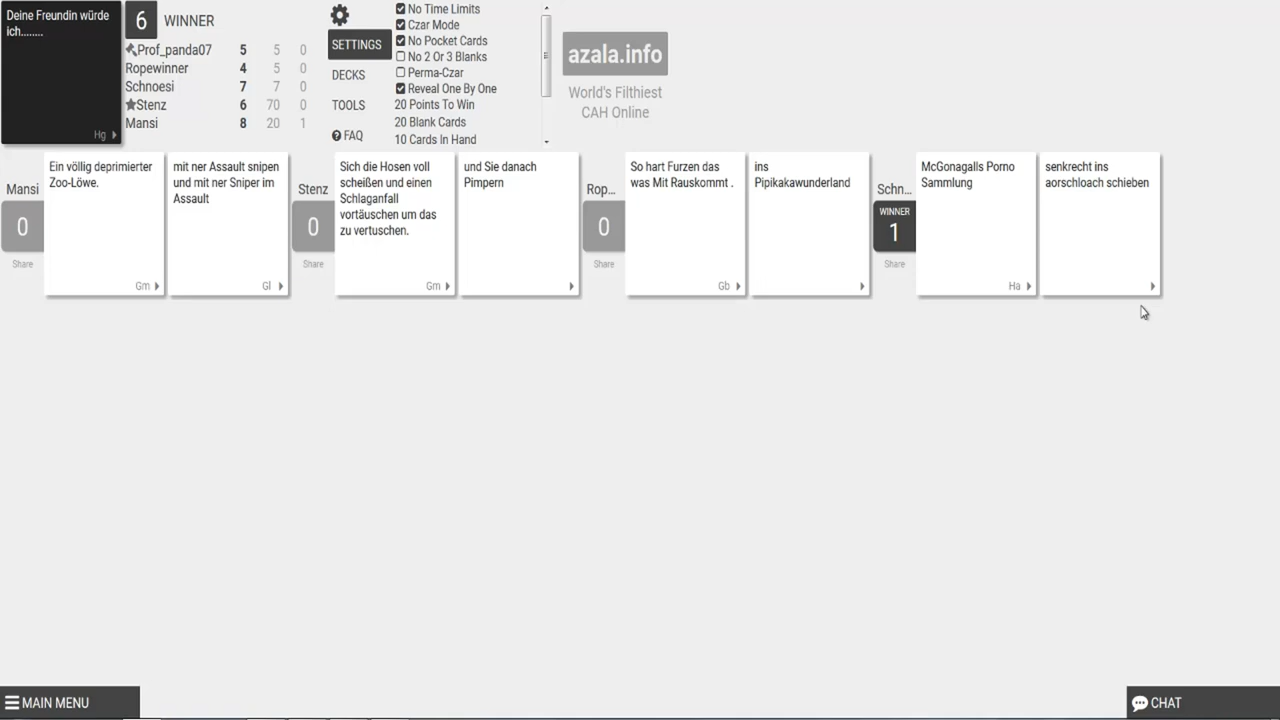 Deine Freundin würde
ich........
Hg
6 WINNER
Prof_panda07 5 5 0
Ropewinner 4 5 0
Schnoesi 7 7 0
Stenz 6 70 0
Mansi 8 20 1
SETTINGS
DECKS
TOOLS
FAQ
No Time Limits
Czar Mode
No Pocket Cards
No 2 Or 3 Blanks
Perma-Czar
Reveal One By One
20 Points To Win
20 Blank Cards
10 Cards In Hand
azala.info
World's Filthiest
CAH Online
Mansi
0
Share
Ein völlig deprimierter
Zoo-Löwe.
Gm
mit ner Assault snipen
und mit ner Sniper im
Assault
Gl
Stenz
0
Share
Sich die Hosen voll
scheißen und einen
Schlaganfall
vortäuschen um das
zu vertuschen.
Gm
und Sie danach
Pimpern
Rop...
0
Share
So hart Furzen das
was Mit Rauskommt .
Gb
ins
Pipikakawunderland
Schn...
WINNER
1
Share
McGonagalls Porno
Sammlung
Ha
senkrecht ins
aorschloach schieben
MAIN MENU
CHAT